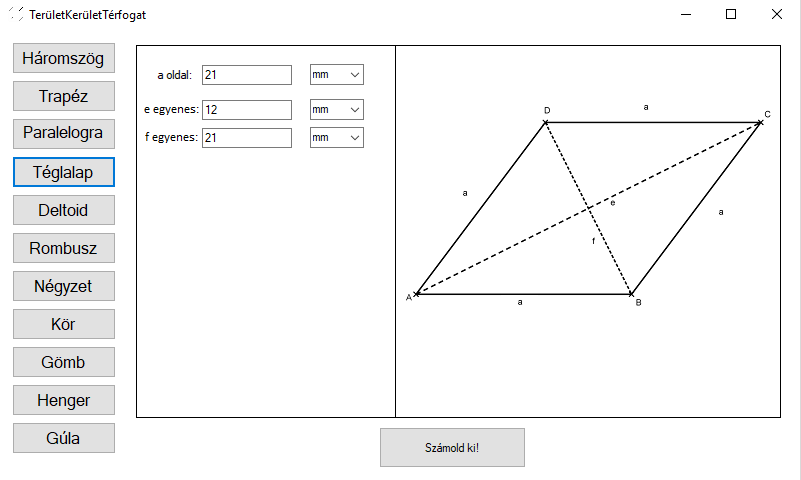 TerületKerületTérfogat
Háromszög
Trapéz
Paralelogra
Téglalap
Deltoid
Rombusz
Négyzet
Kör
Gömb
Henger
Gúla
a oldal: 21 mm
e egyenes: 12 mm
f egyenes: 21 mm
D a C
a e a
f
A a B
Számold ki!